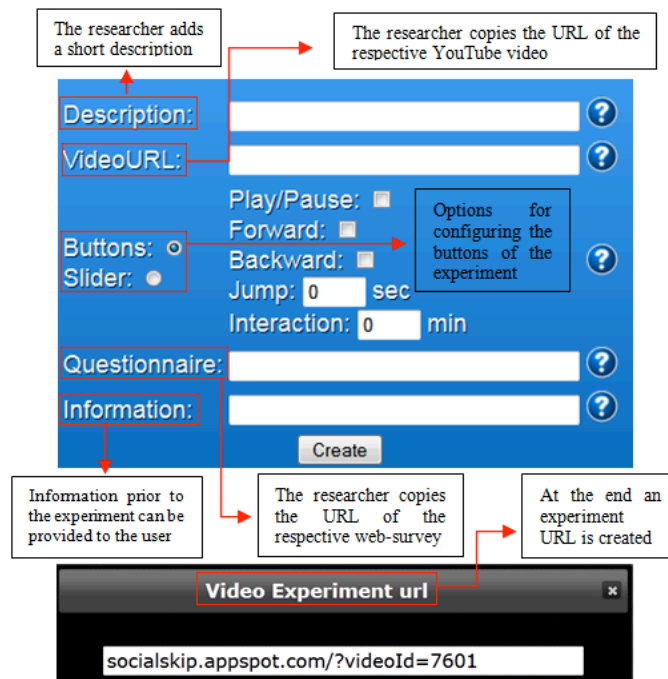 The researcher adds
a short description
The researcher copies the URL of the
respective YouTube video
Description:
?
VideoURL:
?
Buttons:
Slider:
Play/Pause:
Forward:
Backward:
Jump: 0 sec
Interaction: 0 min
Options for
configuring the
buttons of the
experiment
?
Questionnaire:
?
Information:
?
Create
Information prior to
the experiment can be
provided to the user
The researcher copies
the URL of the
respective web-survey
At the end an
experiment
URL is created
Video Experiment url
×
socialskip.appspot.com/?videoId=7601